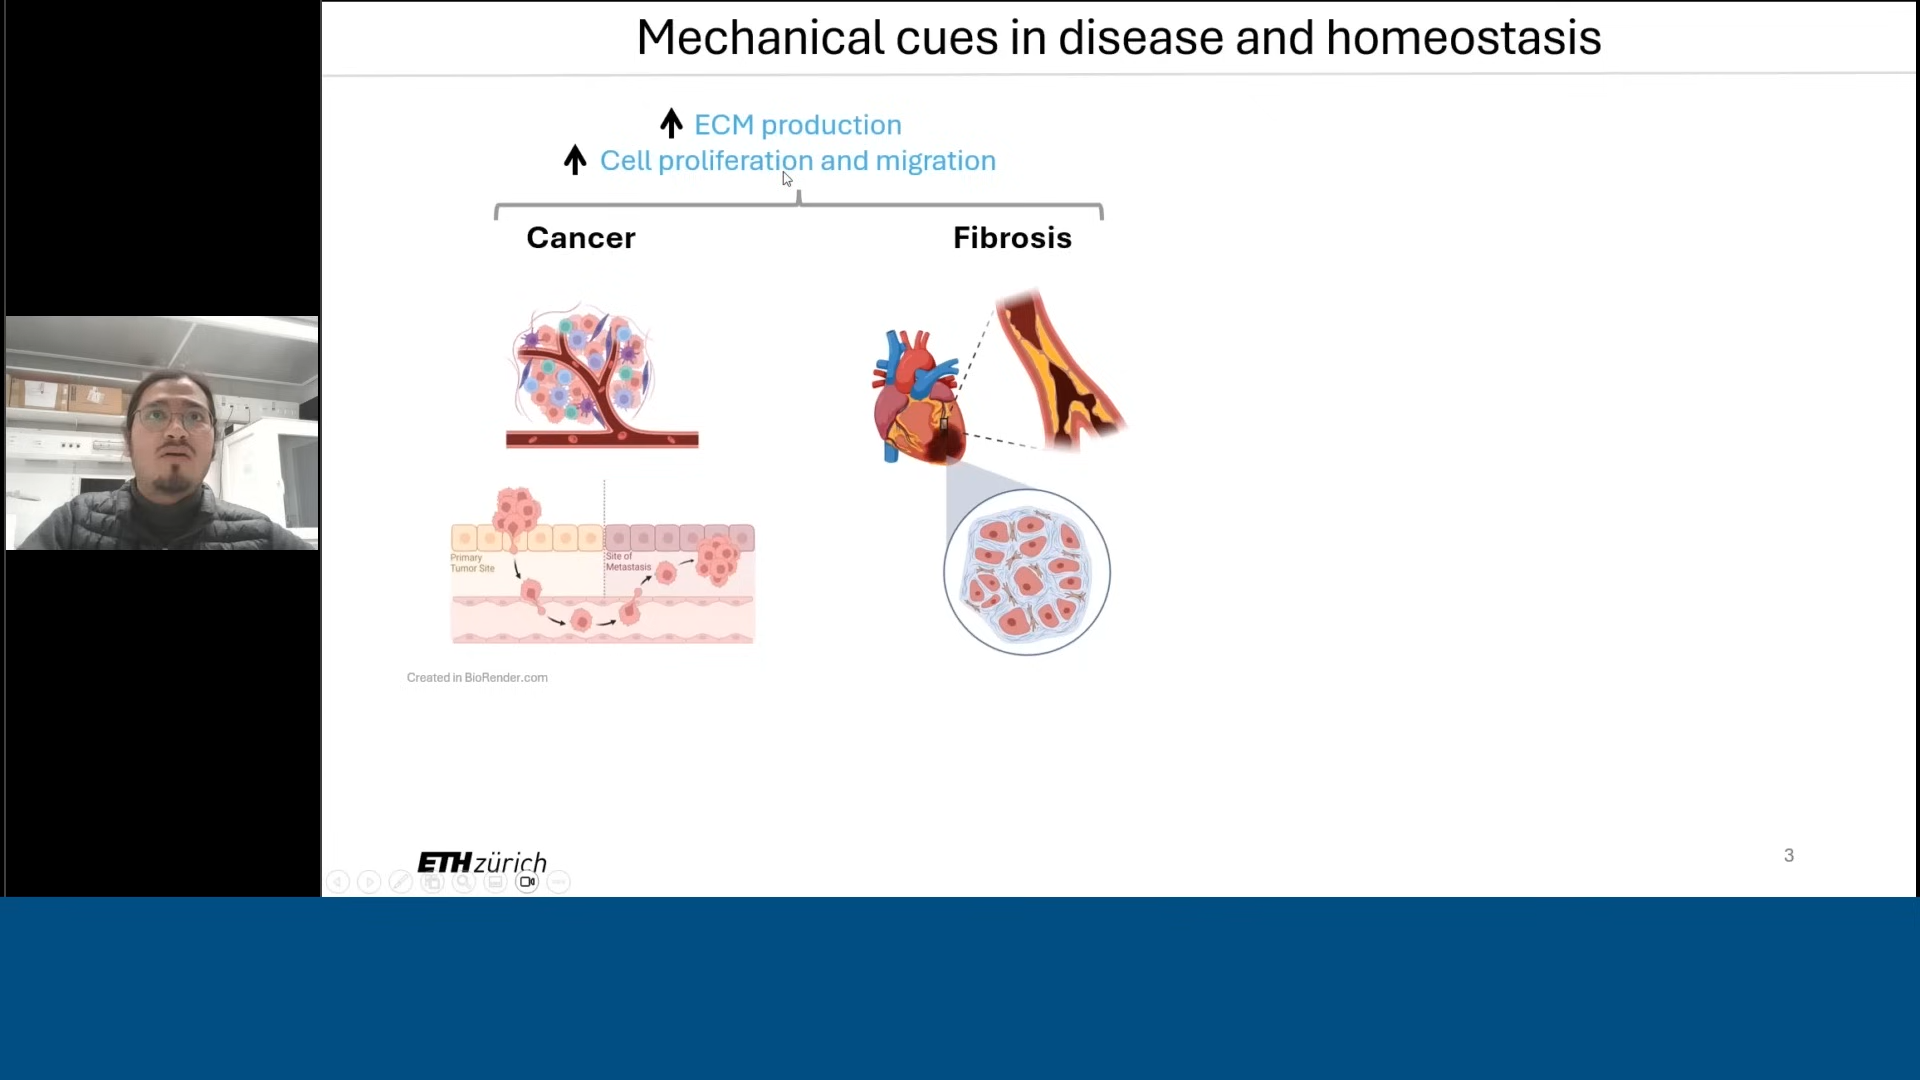 Mechanical cues in disease and homeostasis
ECM production
Cell proliferation and migration
Cancer
Fibrosis
Primary
Tumor Site
Site of
Metastasis
Created in BioRender.com
ETH zürich
3